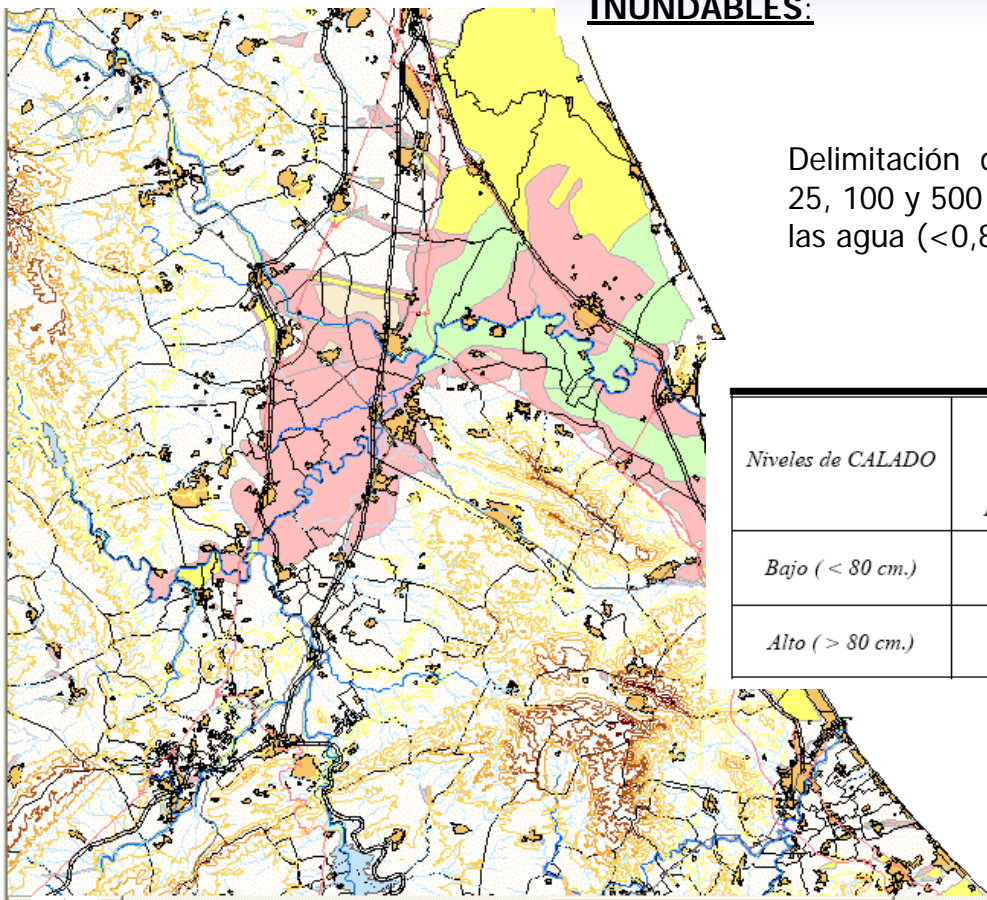 INUNDABLES:
Delimitación
25, 100 y 500
las agua (<0,8
Niveles de CALADO
Bajo ( < 80 cm.)
Alto ( > 80 cm.)